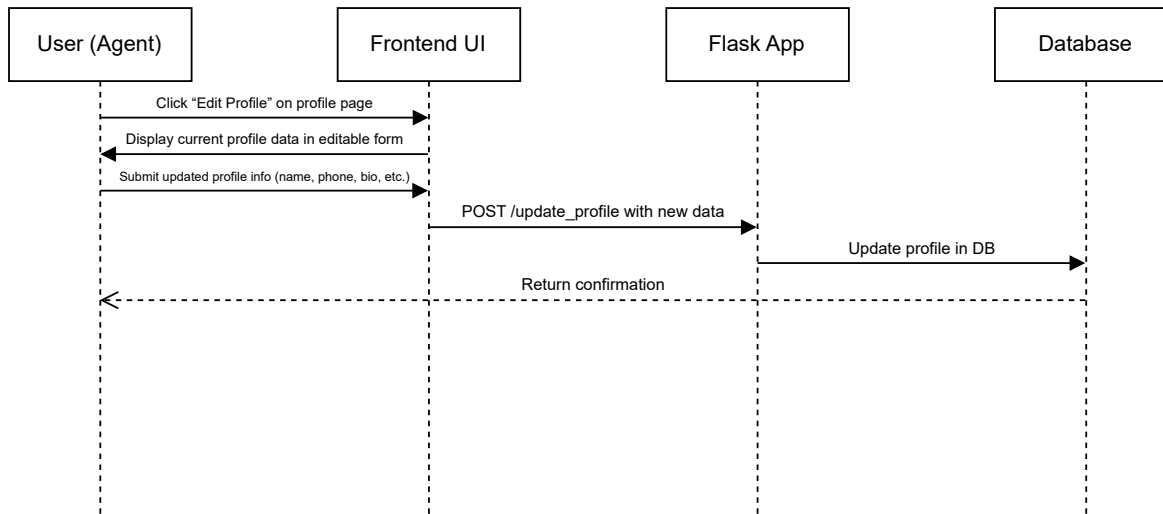 User (Agent)
Frontend UI
Flask App
Database
Click “Edit Profile” on profile page
Display current profile data in editable form
Submit updated profile info (name, phone, bio, etc.)
POST /update_profile with new data
Update profile in DB
Return confirmation